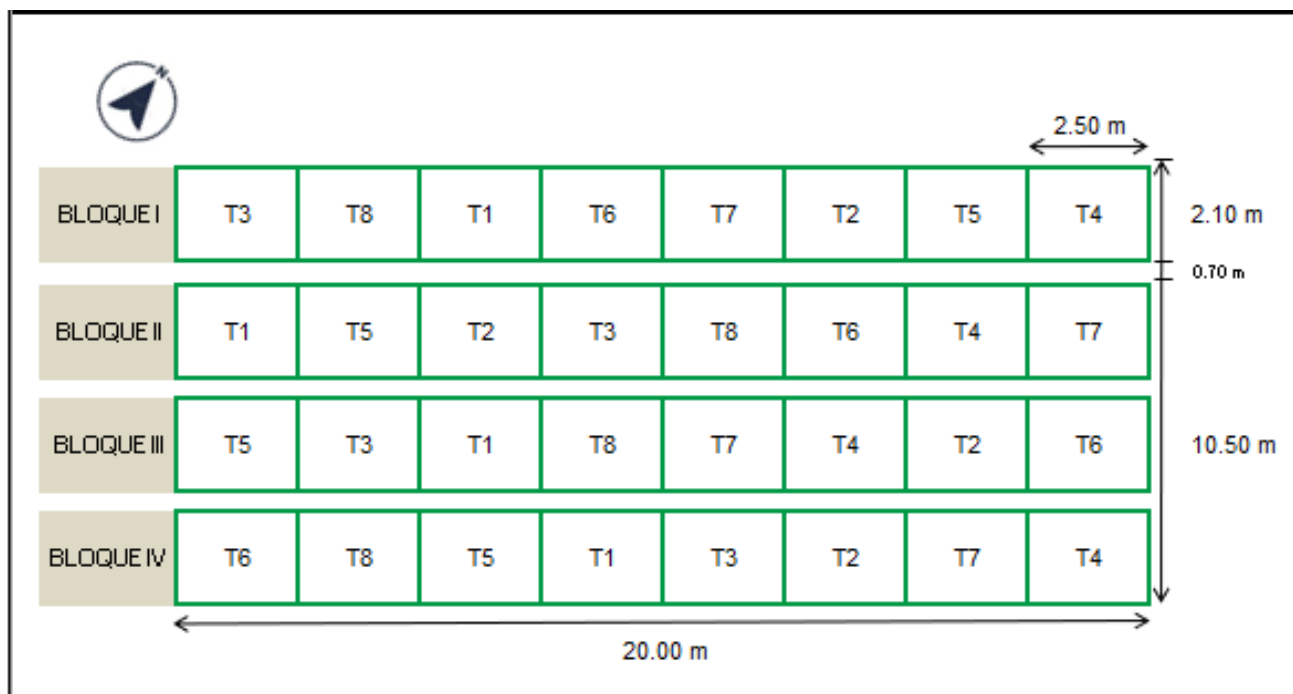 N
2.50 m
BLOQUE I T3 T8 T1 T6 T7 T2 T5 T4 2.10 m
0.70 m
BLOQUE II T1 T5 T2 T3 T8 T6 T4 T7
BLOQUE III T5 T3 T1 T8 T7 T4 T2 T6 10.50 m
BLOQUE IV T6 T8 T5 T1 T3 T2 T7 T4
20.00 m